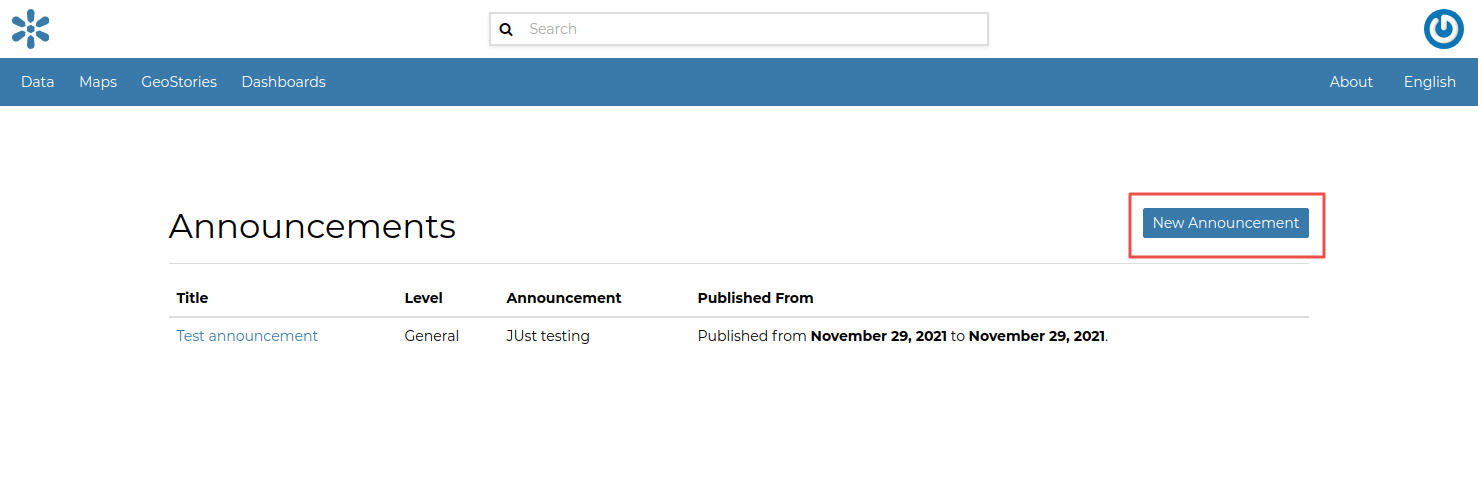 Search
Data Maps GeoStories Dashboards About English
Announcements New Announcement
Title Level Announcement Published From
Test announcement General JUst testing Published from November 29, 2021 to November 29, 2021.